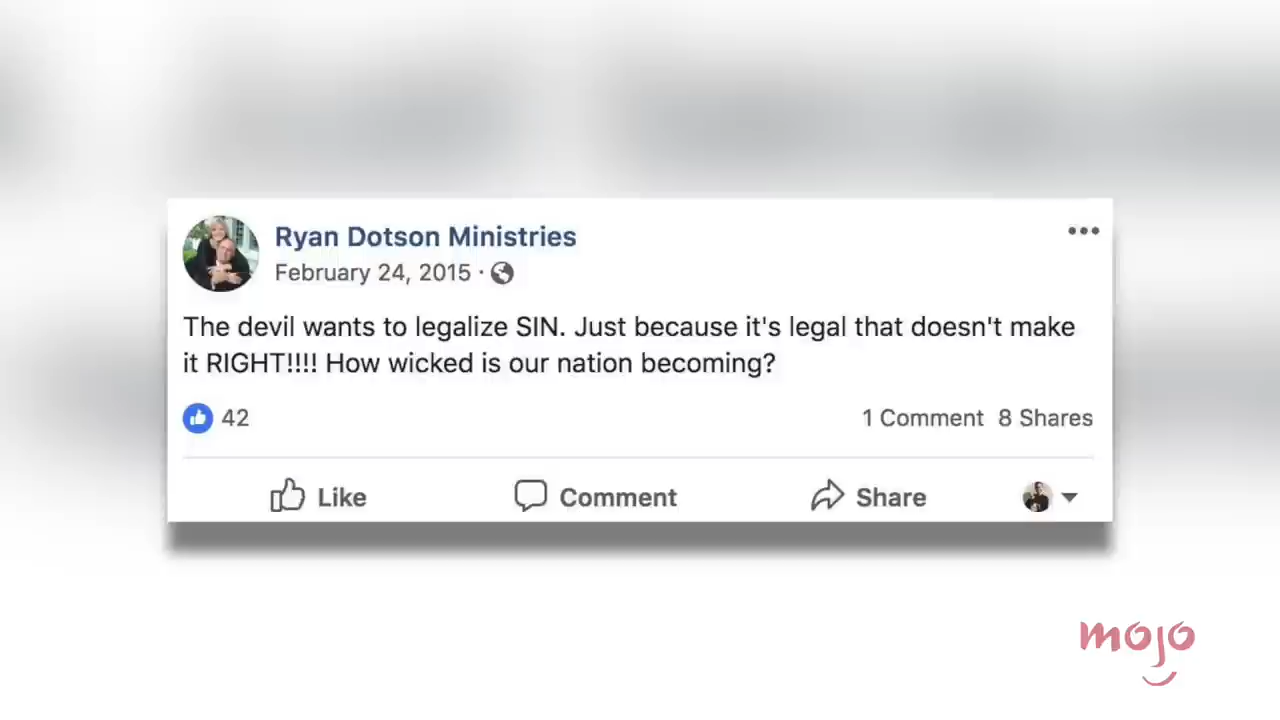 Ryan Dotson Ministries
February 24, 2015 ·
The devil wants to legalize SIN. Just because it's legal that doesn't make
it RIGHT!!!! How wicked is our nation becoming?
42
1 Comment 8 Shares
Like Comment Share
mojo